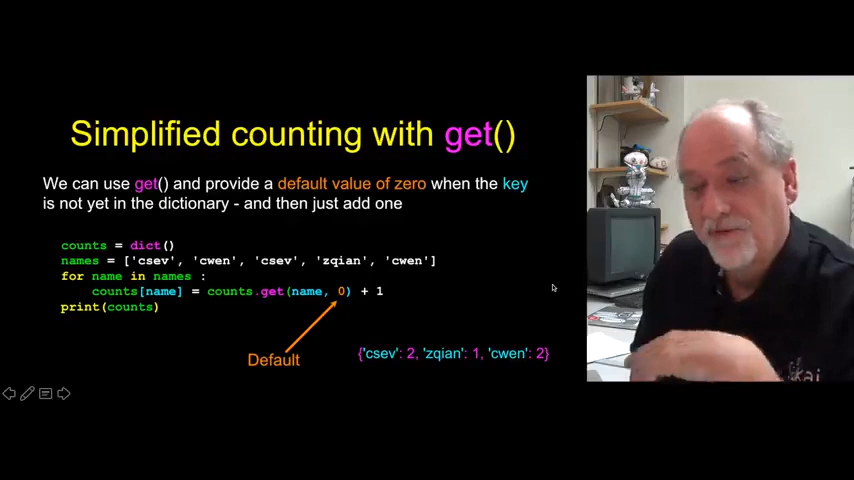 Simplified counting with get()
We can use get() and provide a default value of zero when the key
is not yet in the dictionary - and then just add one
counts = dict()
names = ['csev', 'cwen', 'csev', 'zqian', 'cwen']
for name in names :
counts[name] = counts.get(name, 0) + 1
print(counts)
Default
{'csev': 2, 'zqian': 1, 'cwen': 2}